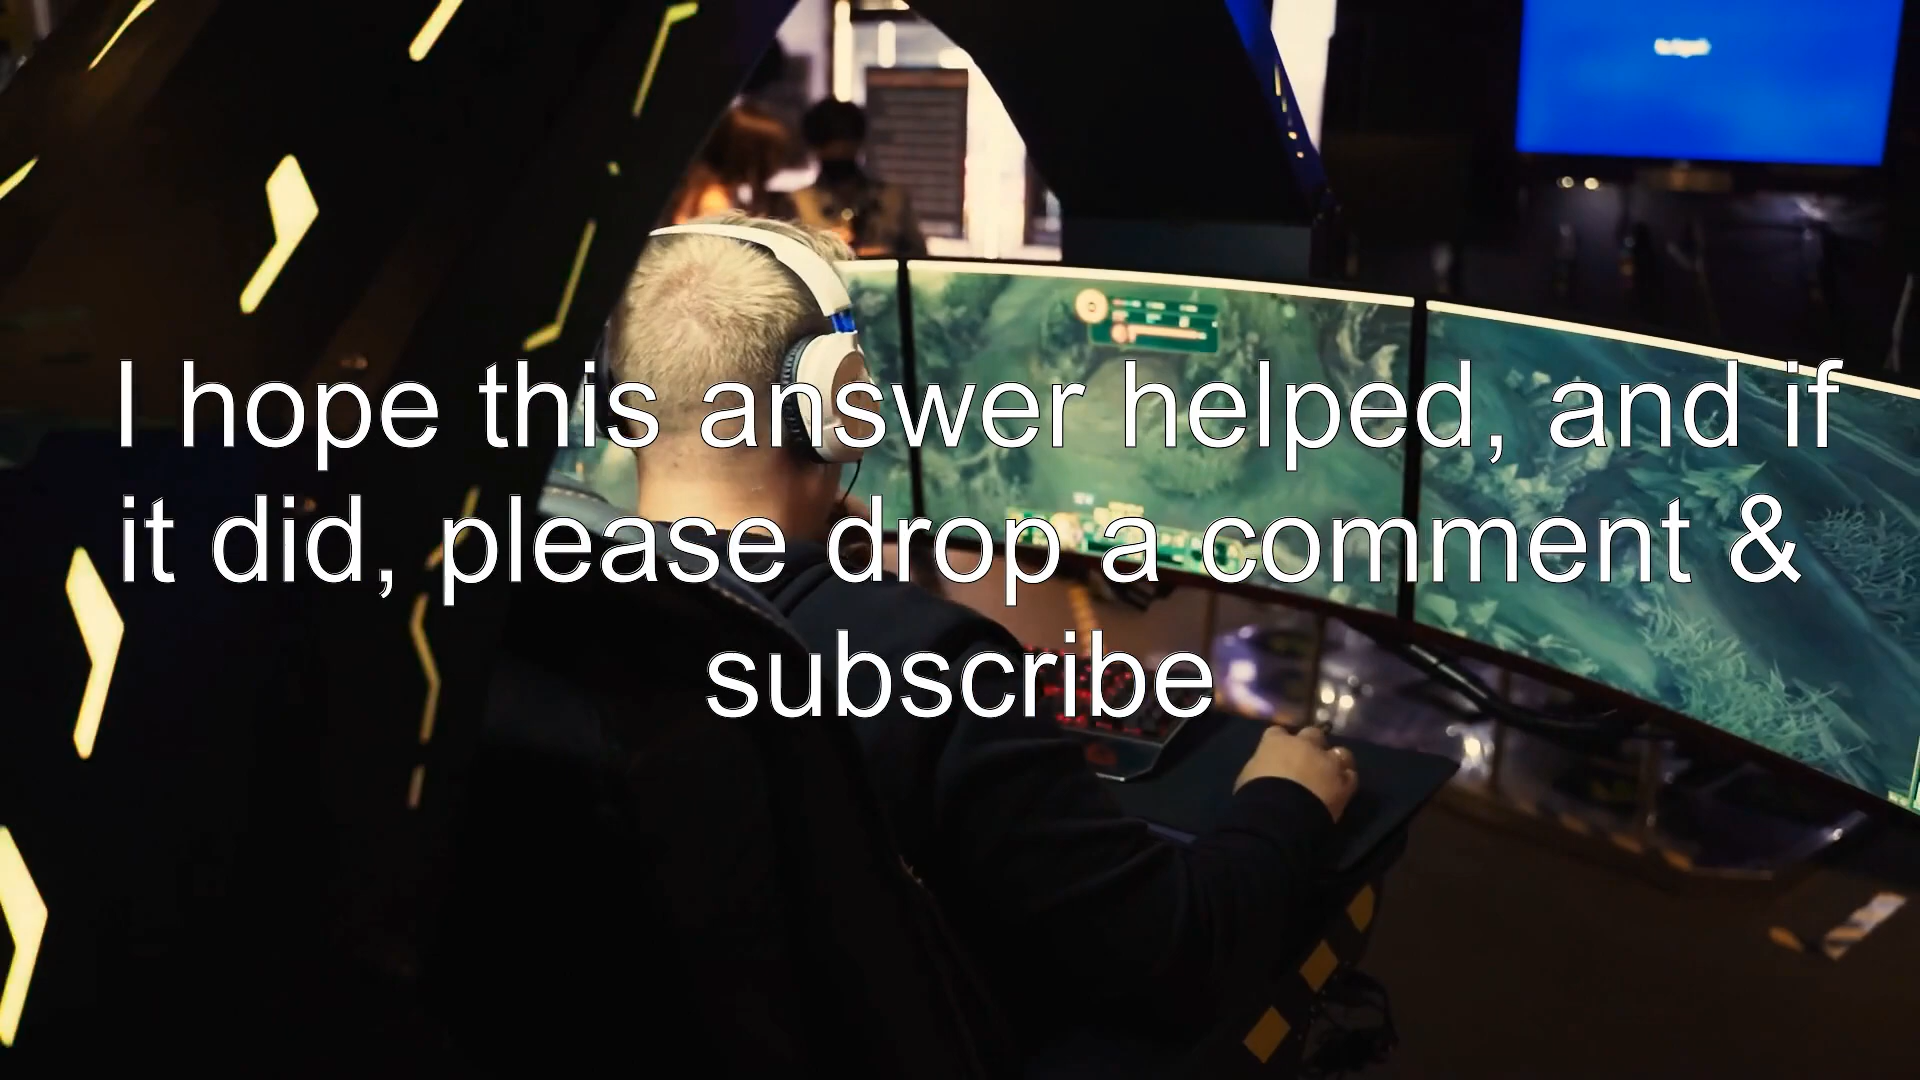 I hope this answer helped, and if
it did, please drop a comment &
subscribe